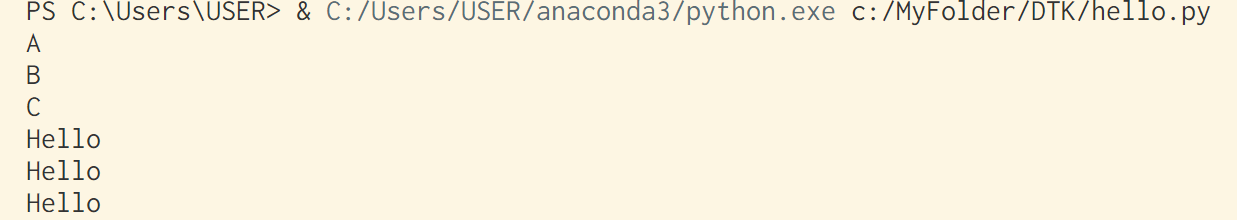 PS C:\Users\USER> & C:/Users/USER/anaconda3/python.exe c:/MyFolder/DTK/hello.py
A
B
C
Hello
Hello
Hello